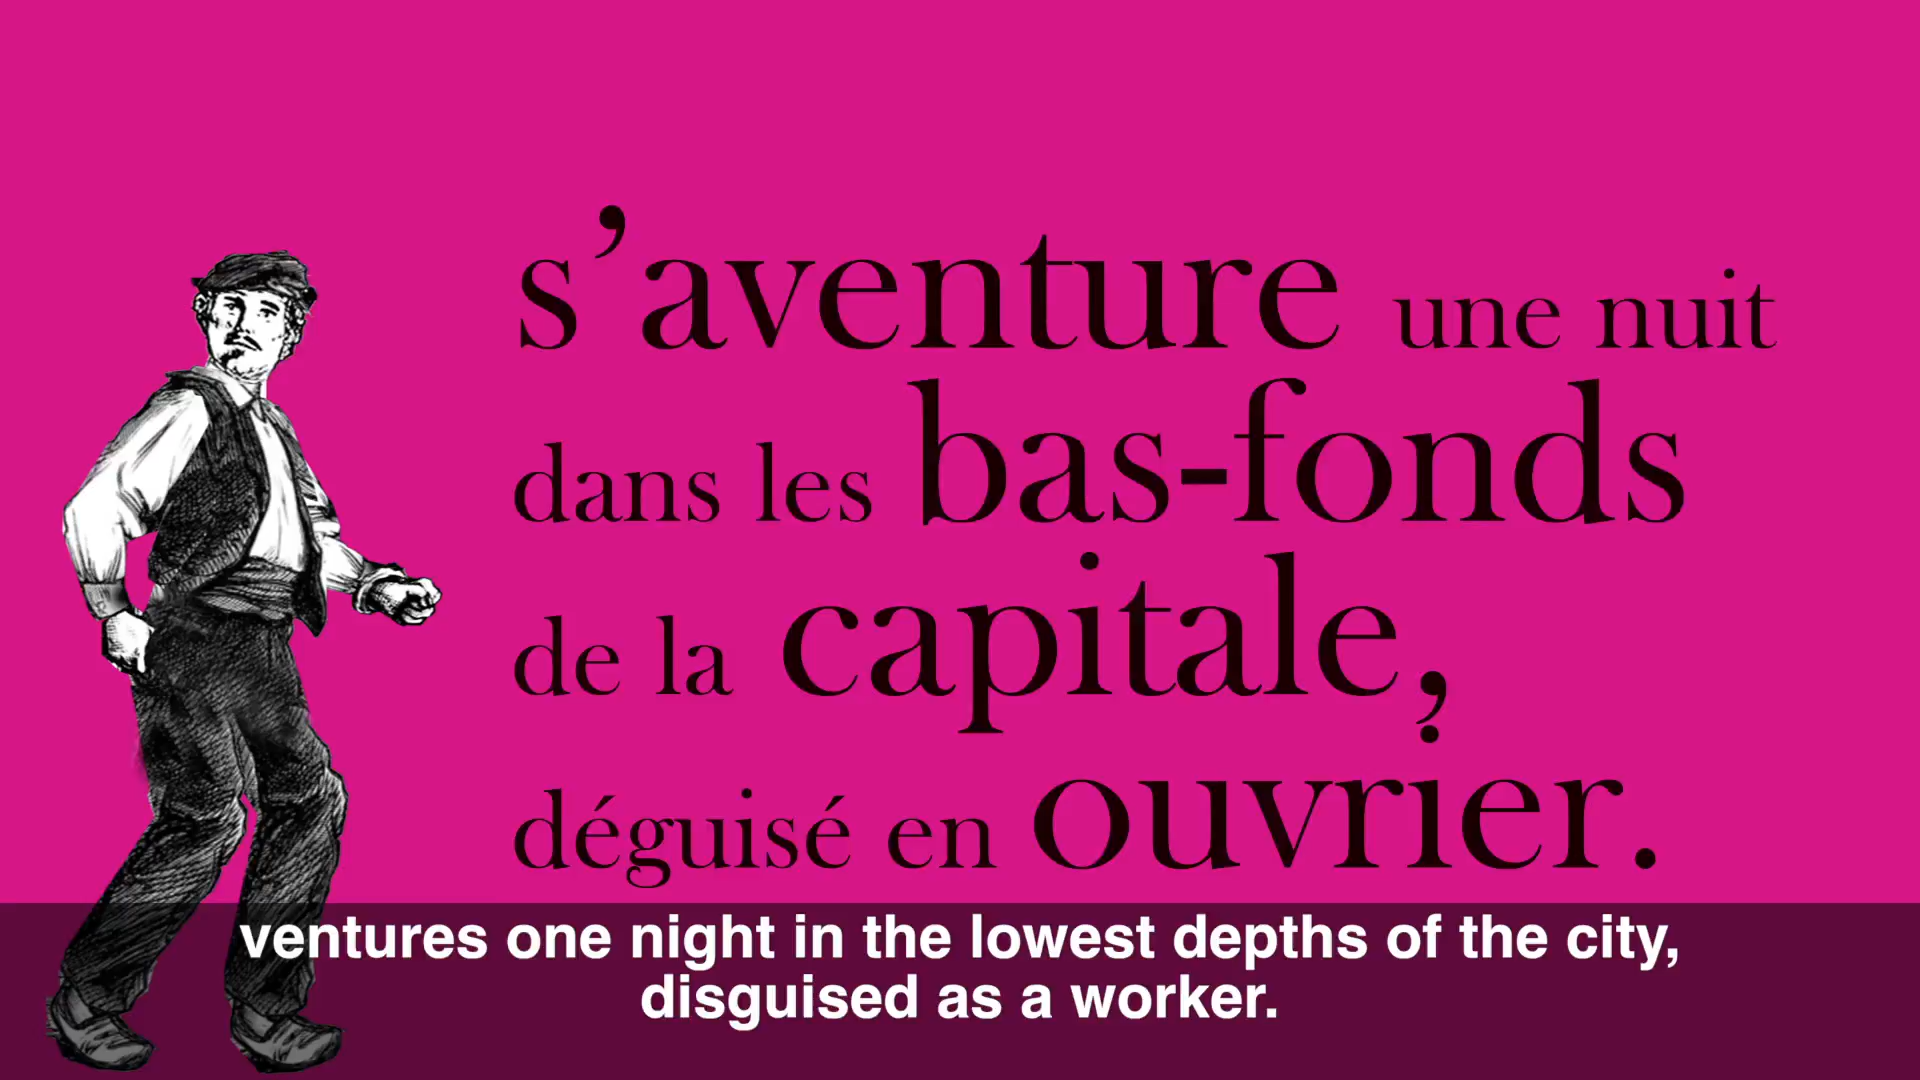 s’aventure une nuit
dans les bas-fonds
de la capitale,
déguisé en ouvrier.
ventures one night in the lowest depths of the city,
disguised as a worker.